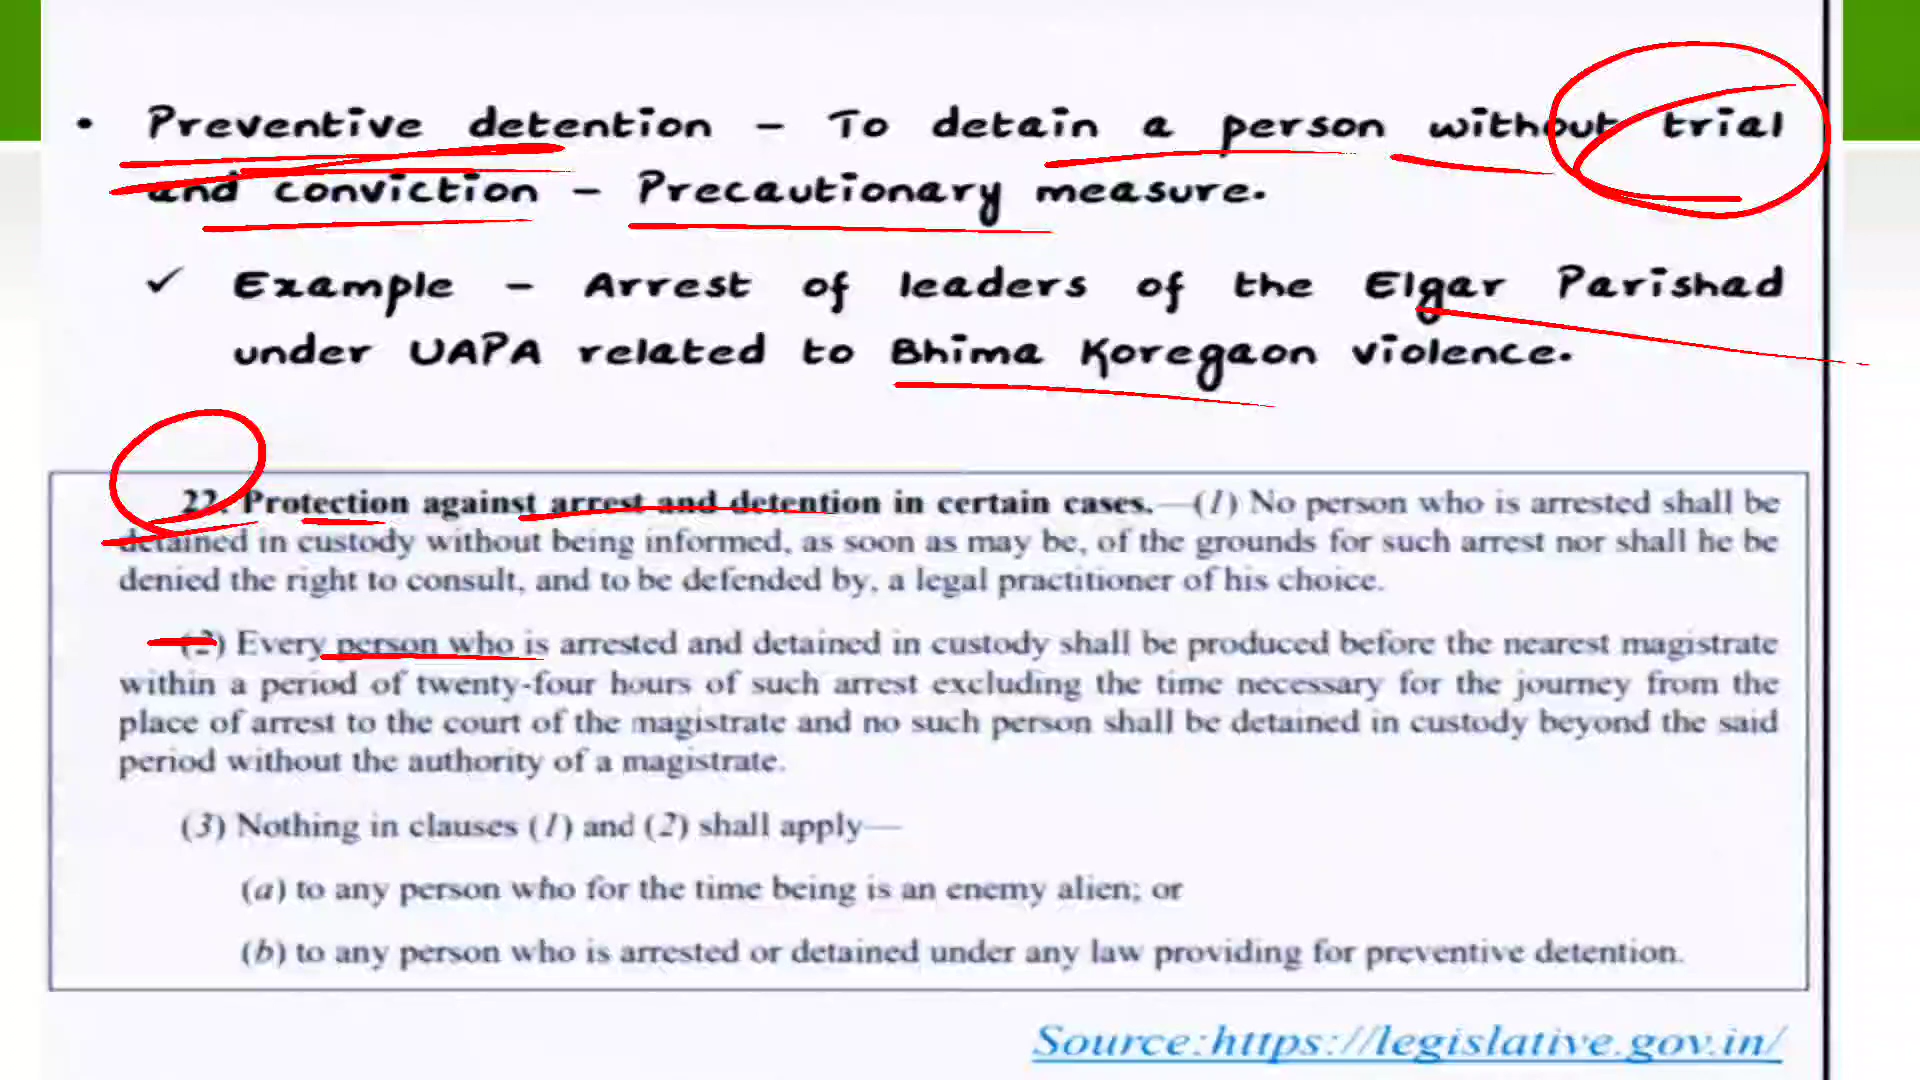 • Preventive detention – To detain a person without trial
and conviction – Precautionary measure.
✓ Example – Arrest of leaders of the Elgar Parishad
under UAPA related to Bhima Koregaon violence.
22. Protection against arrest and detention in certain cases.—(1) No person who is arrested shall be
detained in custody without being informed, as soon as may be, of the grounds for such arrest nor shall he be
denied the right to consult, and to be defended by, a legal practitioner of his choice.
(2) Every person who is arrested and detained in custody shall be produced before the nearest magistrate
within a period of twenty-four hours of such arrest excluding the time necessary for the journey from the
place of arrest to the court of the magistrate and no such person shall be detained in custody beyond the said
period without the authority of a magistrate.
(3) Nothing in clauses (1) and (2) shall apply—
(a) to any person who for the time being is an enemy alien; or
(b) to any person who is arrested or detained under any law providing for preventive detention.
Source:https://legislative.gov.in/